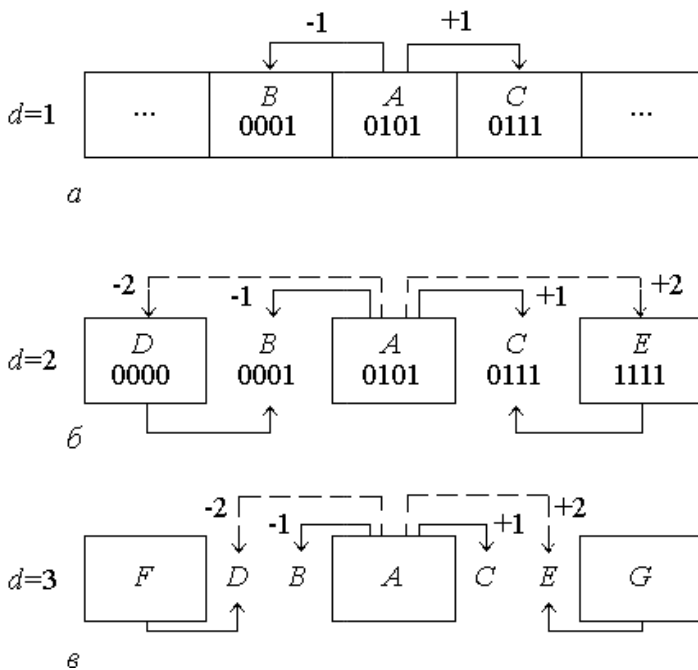 -1 +1
d=1 ... B A C ...
0001 0101 0111
а
-2 -1 +1 +2
d=2 D B A C E
0000 0001 0101 0111 1111
б
-2 -1 +1 +2
d=3 F D B A C E G
в